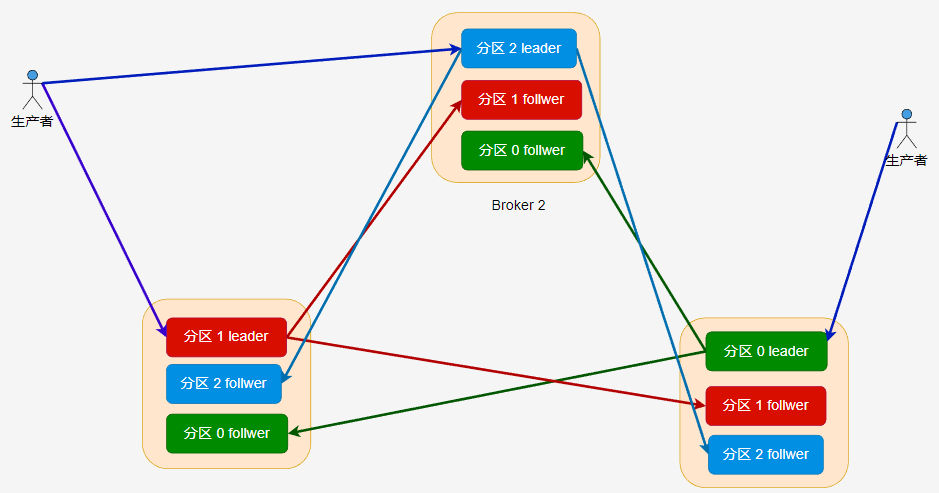 分区 2 leader
分区 1 follwer
分区 0 follwer
Broker 2
生产者
生产者
分区 1 leader
分区 2 follwer
分区 0 follwer
分区 0 leader
分区 1 follwer
分区 2 follwer